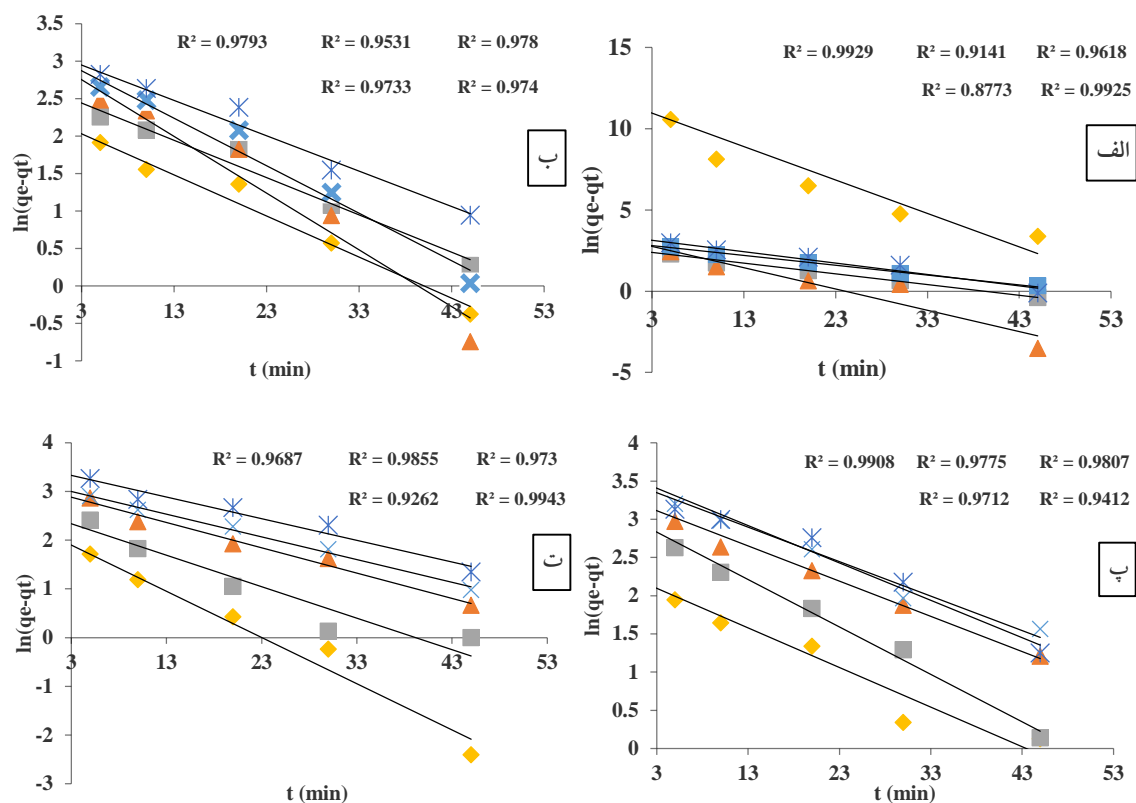 R² = 0.9793 R² = 0.9531 R² = 0.978
R² = 0.9733 R² = 0.974
3.5
3
2.5
2
1.5
1
0.5
0
-0.5
-1
3 13 23 33 43 53
ln(qe-qt)
t (min)
ب
R² = 0.9929 R² = 0.9141 R² = 0.9618
R² = 0.8773 R² = 0.9925
15
10
5
0
-5
3 13 23 33 43 53
ln(qe-qt)
t (min)
الف
R² = 0.9687 R² = 0.9855 R² = 0.973
R² = 0.9262 R² = 0.9943
4
3
2
1
0
-1
-2
-3
3 13 23 33 43 53
ln(qe-qt)
t (min)
ت
R² = 0.9908 R² = 0.9775 R² = 0.9807
R² = 0.9712 R² = 0.9412
4
3.5
3
2.5
2
1.5
1
0.5
0
3 13 23 33 43 53
ln(qe-qt)
t (min)
پ